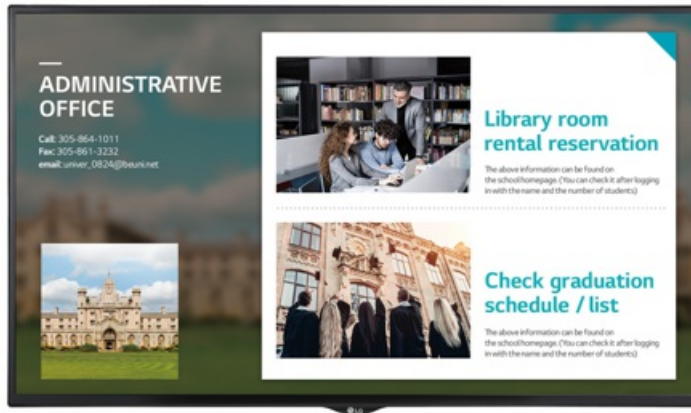 ADMINISTRATIVE
OFFICE
Call: 305-864-1011
Fax: 305-861-3232
email: univer_0824@beuni.net
Library room
rental reservation
The above information can be found on
the school homepage. (You can check it after logging
in with the name and the number of students)
Check graduation
schedule / list
The above information can be found on
the school homepage. (You can check it after logging
in with the name and the number of students)
LG